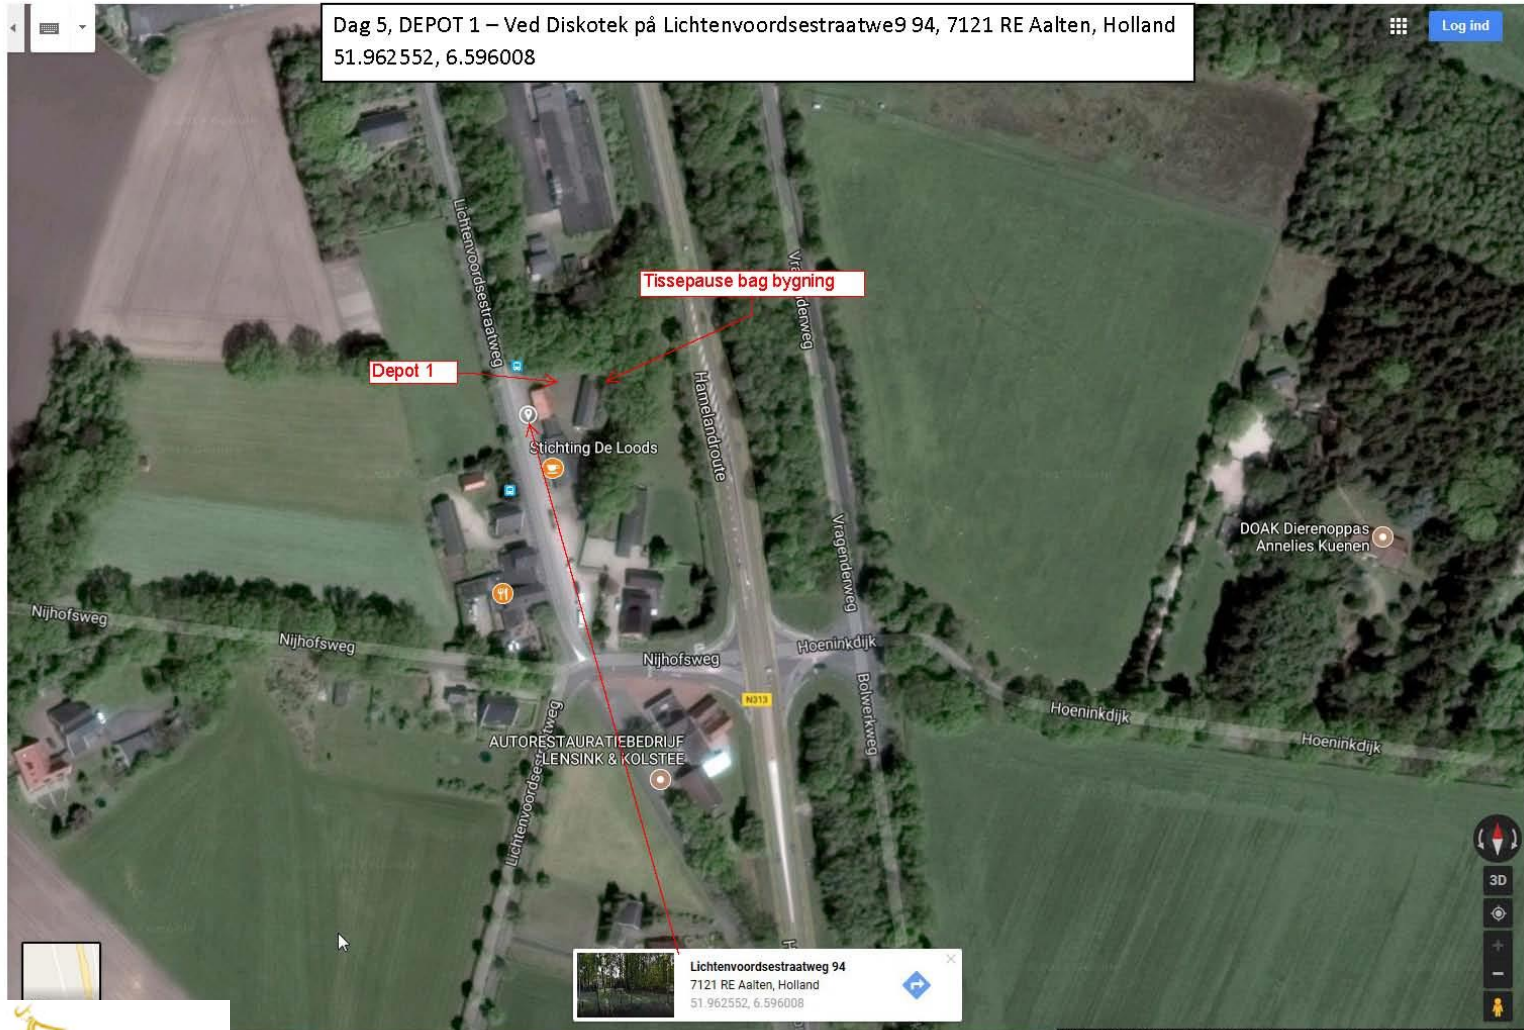 Dag 5, DEPOT 1 – Ved Diskotek på Lichtenvoordsestraatwe9 94, 7121 RE Aalten, Holland
51.962552, 6.596008
Log ind
Lichtenvoordsestraatweg
Vragenderweg
Tissepause bag bygning
Depot 1
Hamelandroute
Stichting De Loods
Vragenderweg
DOAK Dierenoppas
Annelies Kuenen
Nijhofsweg
Nijhofsweg
Nijhofsweg
Hoeninkdijk
N313
Bolwerkweg
Hoeninkdijk
Hoeninkdijk
AUTORESTAURATIEBEDRIJF
LENSINK & KOLSTEE
Lichtenvoordsestraatweg
3D
Lichtenvoordsestraatweg 94
7121 RE Aalten, Holland
51.962552, 6.596008